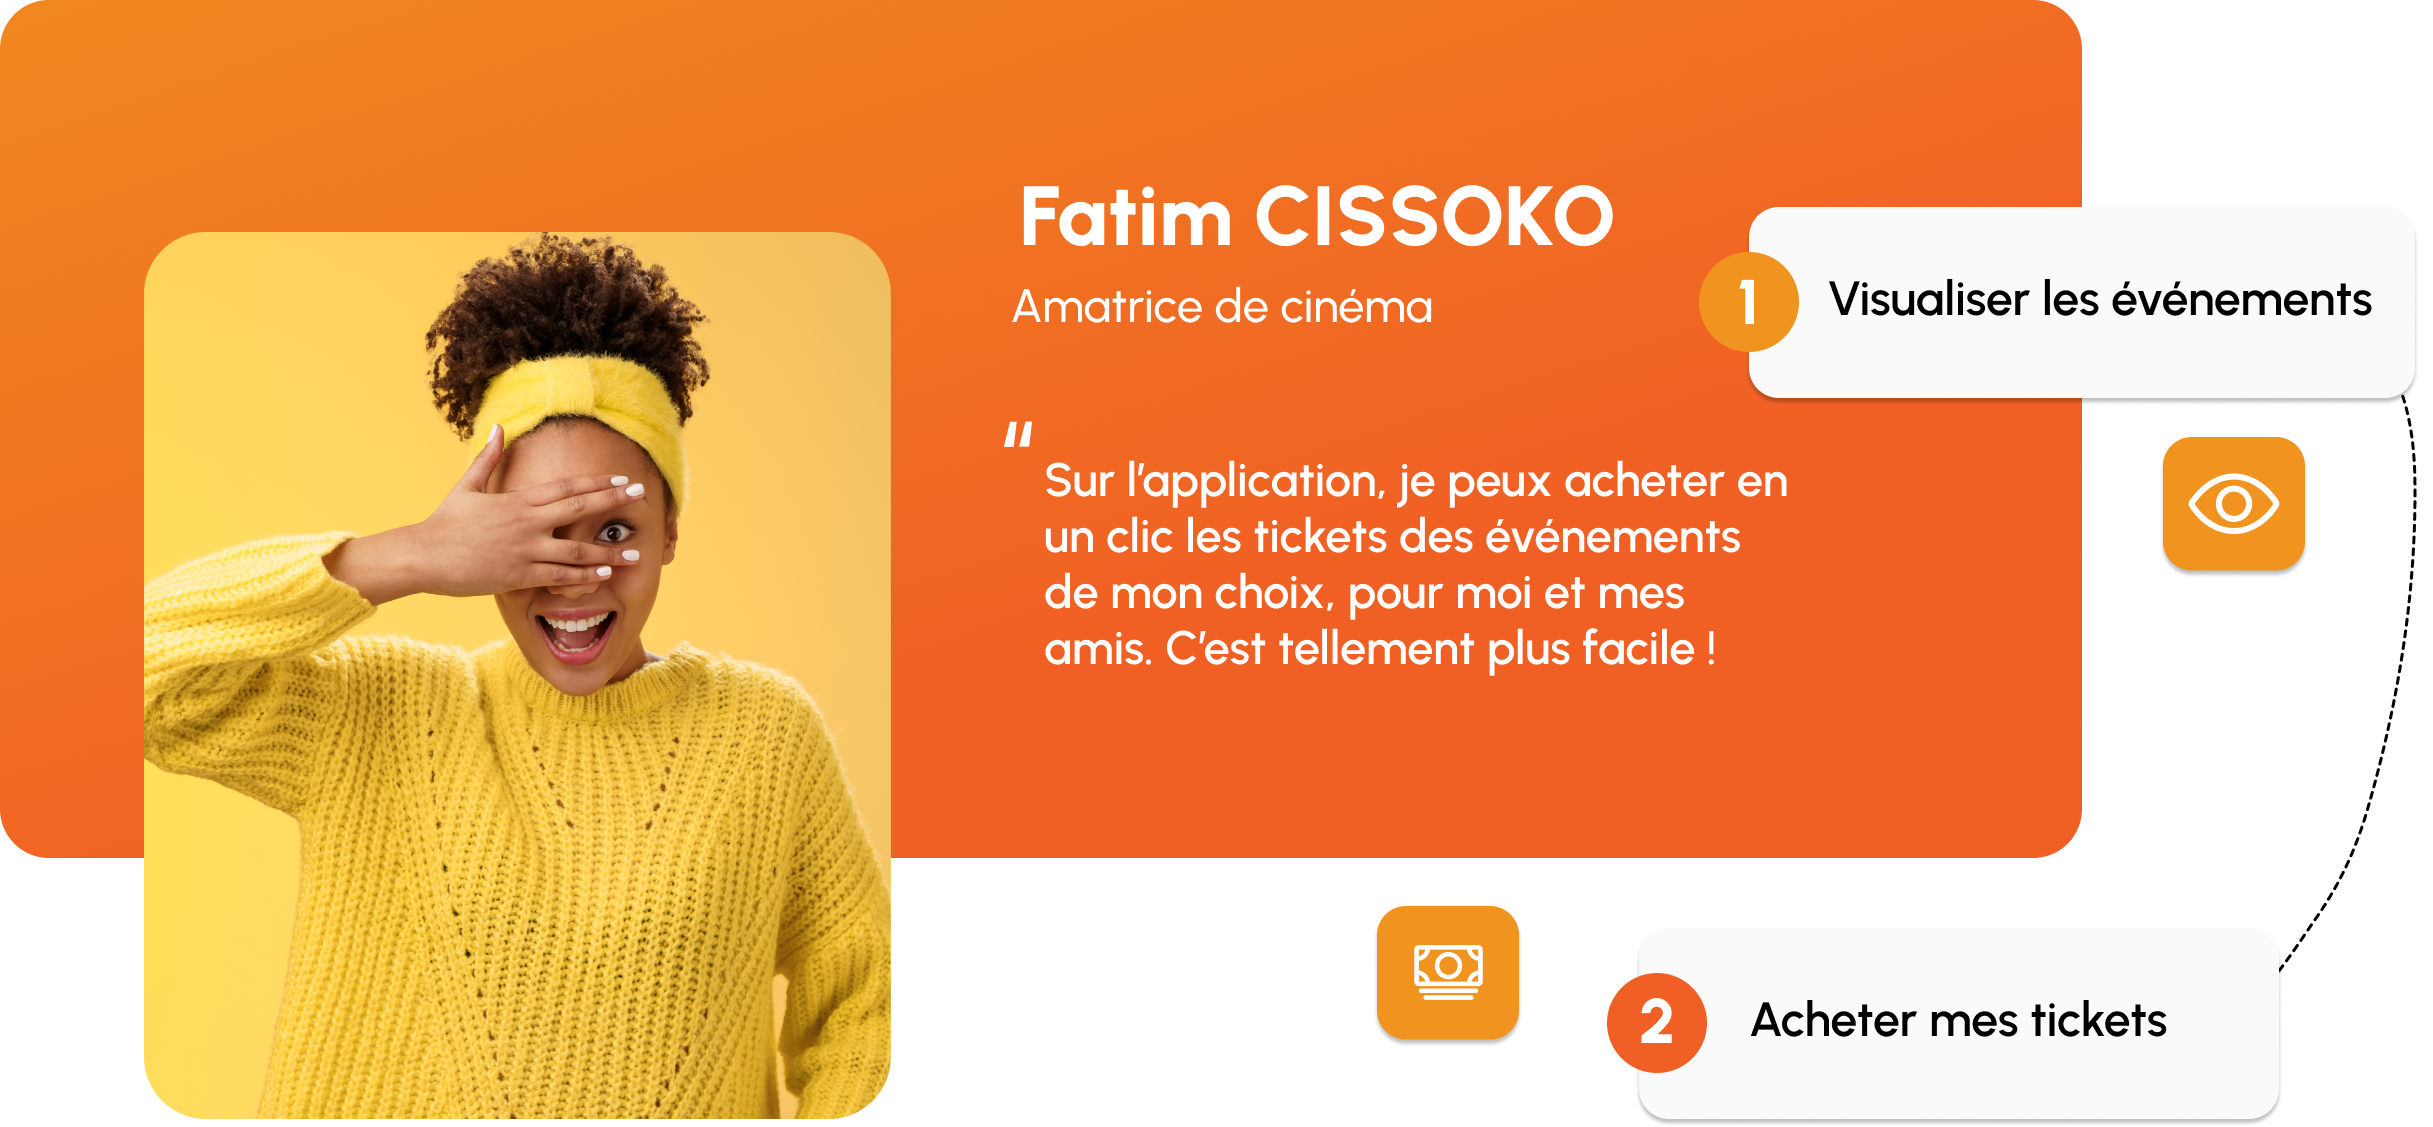 Fatim CISSOKO
Amatrice de cinéma
"
Sur l’application, je peux acheter en
un clic les tickets des événements
de mon choix, pour moi et mes
amis. C’est tellement plus facile !
1
Visualiser les événements
2
Acheter mes tickets